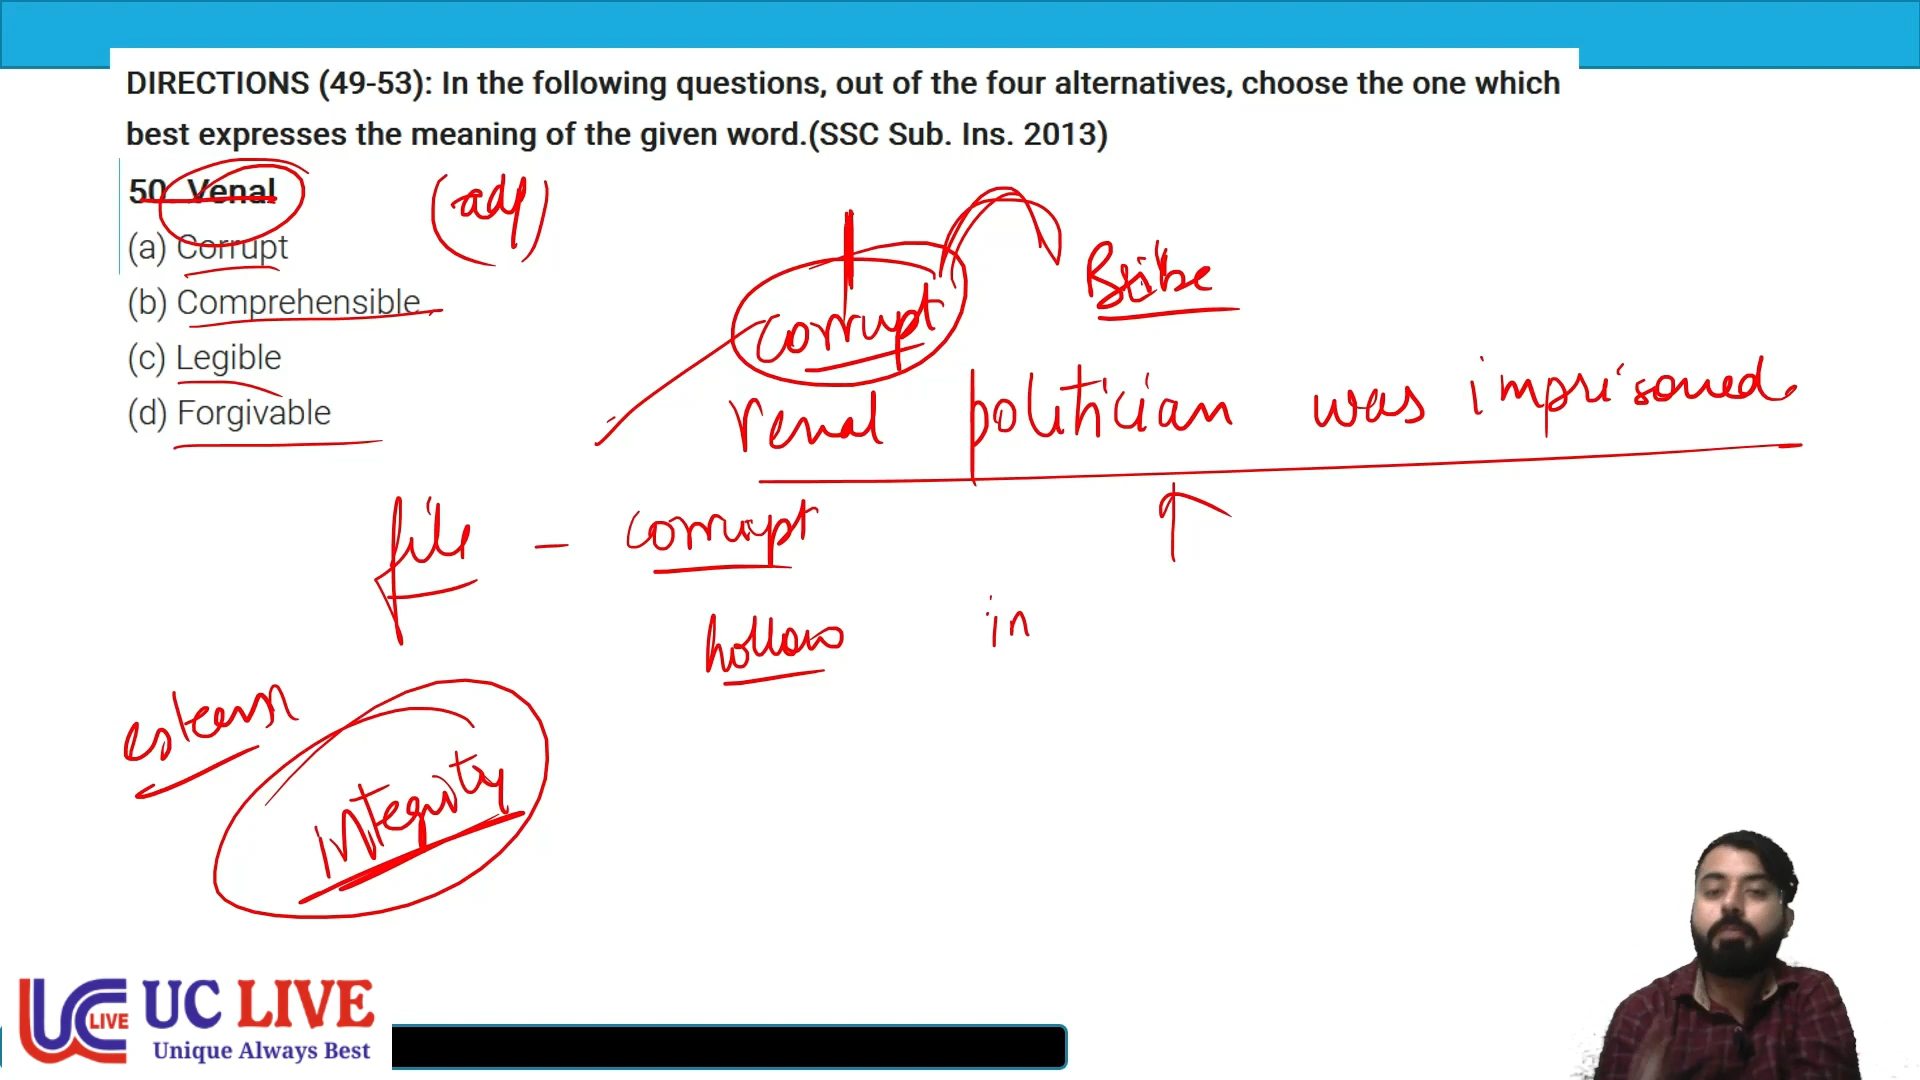 DIRECTIONS (49-53): In the following questions, out of the four alternatives, choose the one which
best expresses the meaning of the given word.(SSC Sub. Ins. 2013)
50 Venal
(adj)
(a) Corrupt
(b) Comprehensible
(c) Legible
(d) Forgivable
Bribe
corrupt
venal politician was imprisoned.
file - corrupt
hollow in
esteem
integrity
UC LIVE
LIVE
Unique Always Best